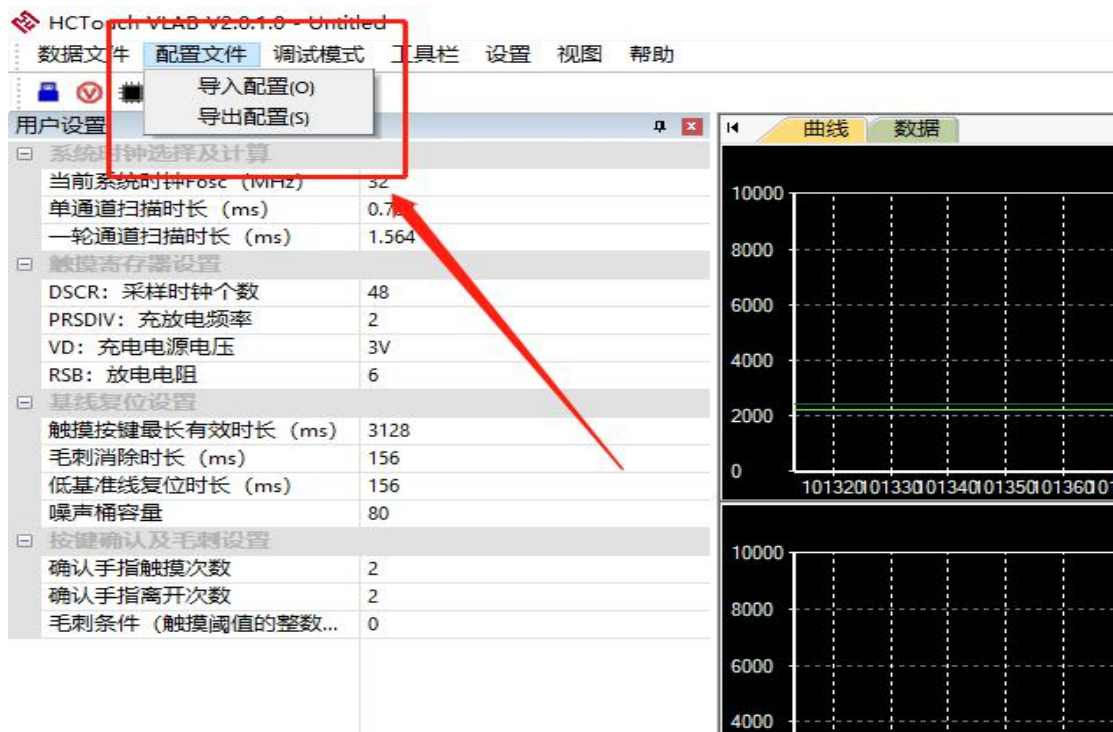 HCTouch VLAB V2.0.1.0 - Untitled
数据文件 配置文件 调试模式 工具栏 设置 视图 帮助
导入配置(O)
导出配置(S)
用户设置
曲线 数据
系统时钟选择及计算
当前系统时钟Fosc (MHz) 32
单通道扫描时长 (ms)
一轮通道扫描时长 (ms) 1.564
触摸寄存器设置
DSCR: 采样时钟个数 48
PRSDIV: 充放电频率 2
VD: 充电电源电压 3V
RSB: 放电电阻 6
基线复位设置
触摸按键最长有效时长 (ms) 3128
毛刺消除时长 (ms) 156
低基准线复位时长 (ms) 156
噪声桶容量 80
按键确认及毛刺设置
确认手指触摸次数 2
确认手指离开次数 2
毛刺条件 (触摸阈值的整数... 0
10000
8000
6000
4000
2000
0
101320 101330 101340 101350 101360
10000
8000
6000
4000